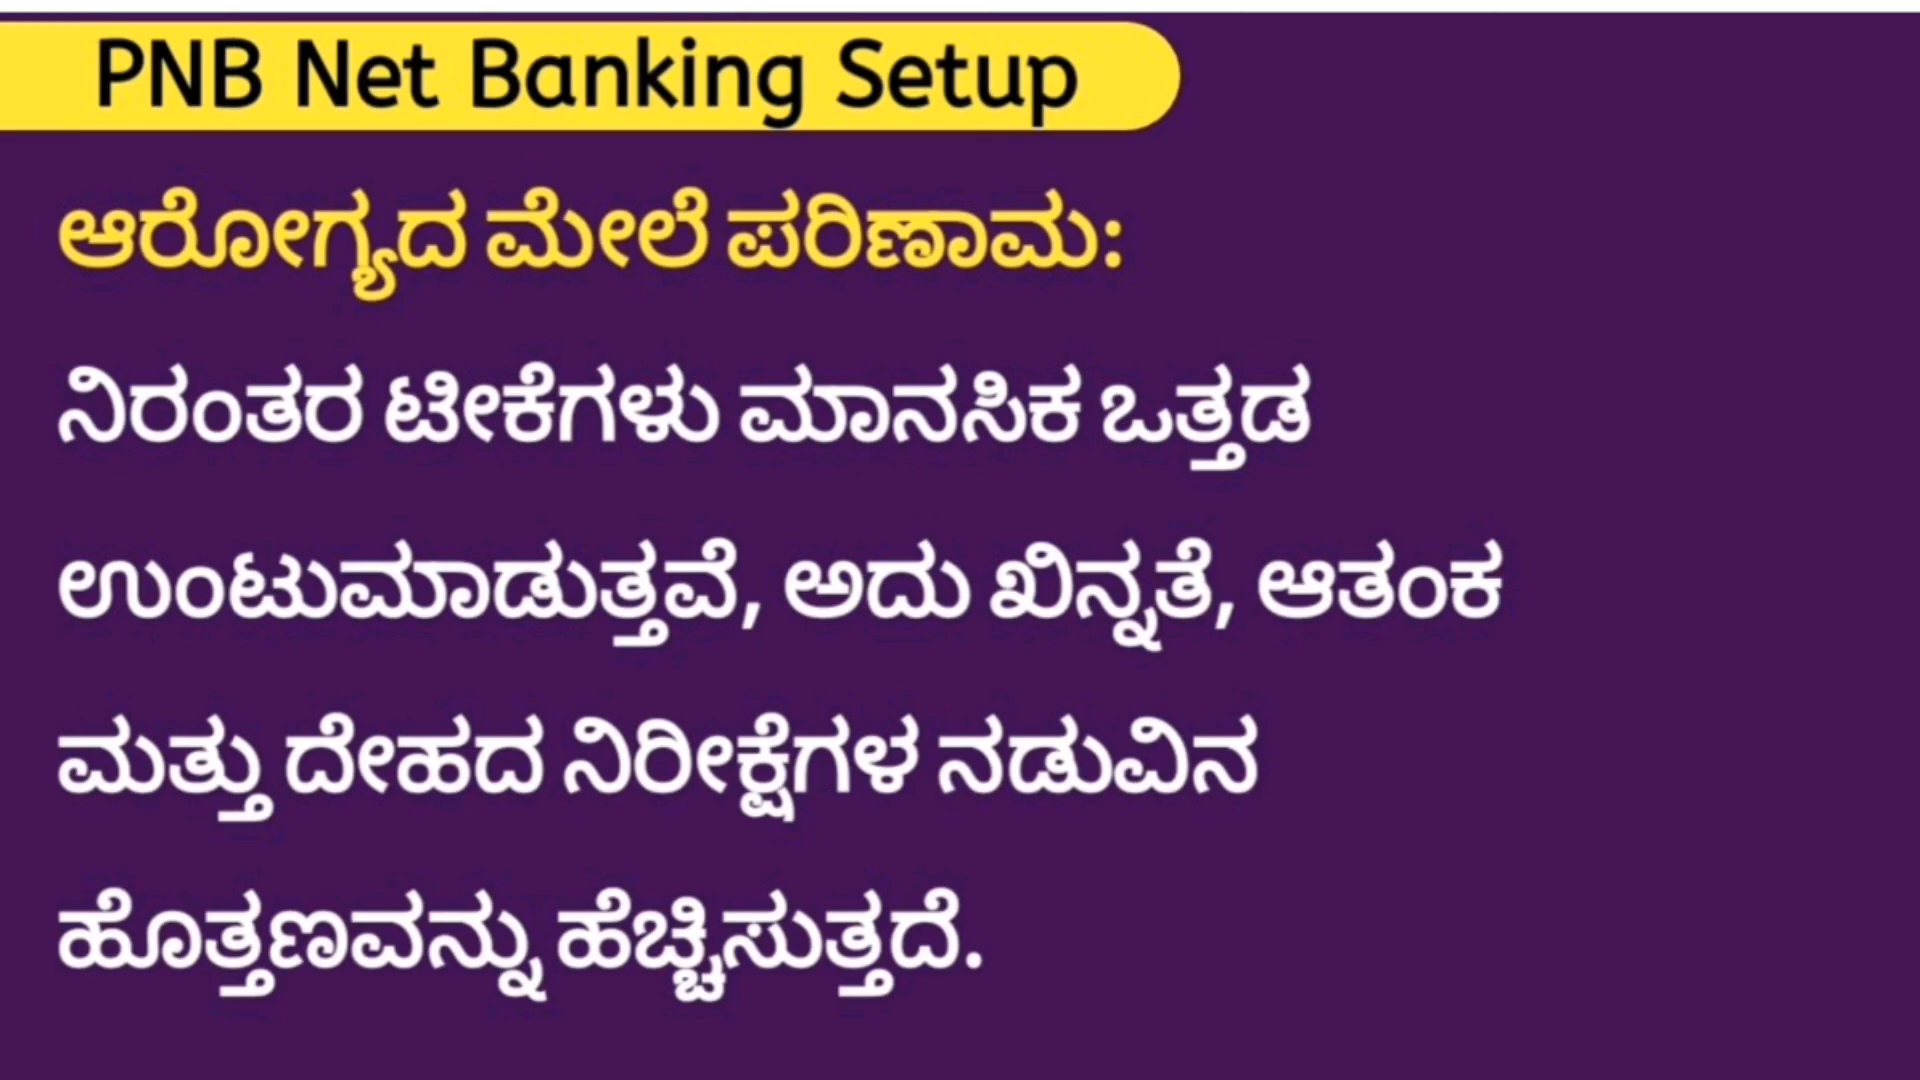 PNB Net Banking Setup
ಆರೋಗ್ಯದ ಮೇಲೆ ಪರಿಣಾಮ:
ನಿರಂತರ ಟೀಕೆಗಳು ಮಾನಸಿಕ ಒತ್ತಡ
ಉಂಟುಮಾಡುತ್ತವೆ, ಅದು ಖಿನ್ನತೆ, ಆತಂಕ
ಮತ್ತು ದೇಹದ ನಿರೀಕ್ಷೆಗಳ ನಡುವಿನ
ಹೊತ್ತಣವನ್ನು ಹೆಚ್ಚಿಸುತ್ತದೆ.